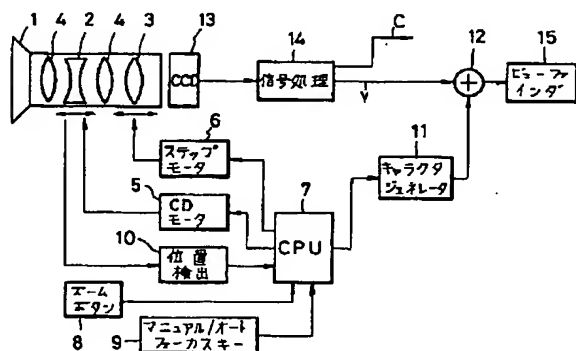 1 4 2 4 3 13
14
C
12
15
CCD
信号処理
Y
ビューファ
インダ
6
ステップ
モータ
11
キャラクタ
ジェネレータ
5
CD
モータ
7
CPU
10
位置
検出
ズーム
ボタン
8
9
マニュアル/オート
フォーカスキー